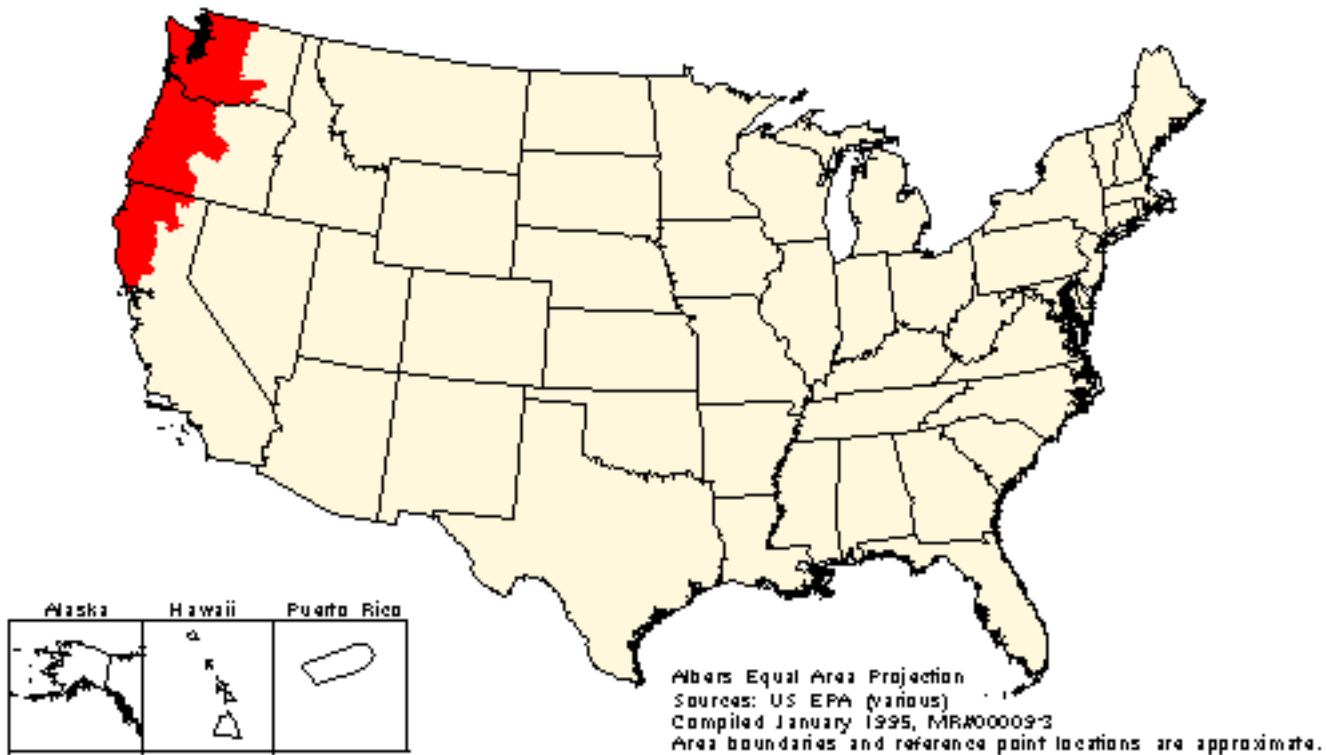 Alaska
Hawaii
Puerto Rico
Albers Equal Area Projection
Sources: US EPA (various)
Compiled January 1995, MR#00009-3
Area boundaries and reference point locations are approximate.